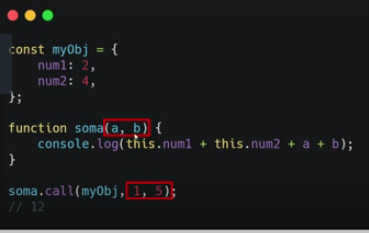 const myObj = {
    num1: 2,
    num2: 4,
};
function soma(a, b) {
    console.log(this.num1 + this.num2 + a + b);
}
soma.call(myObj, 1, 5);
// 12